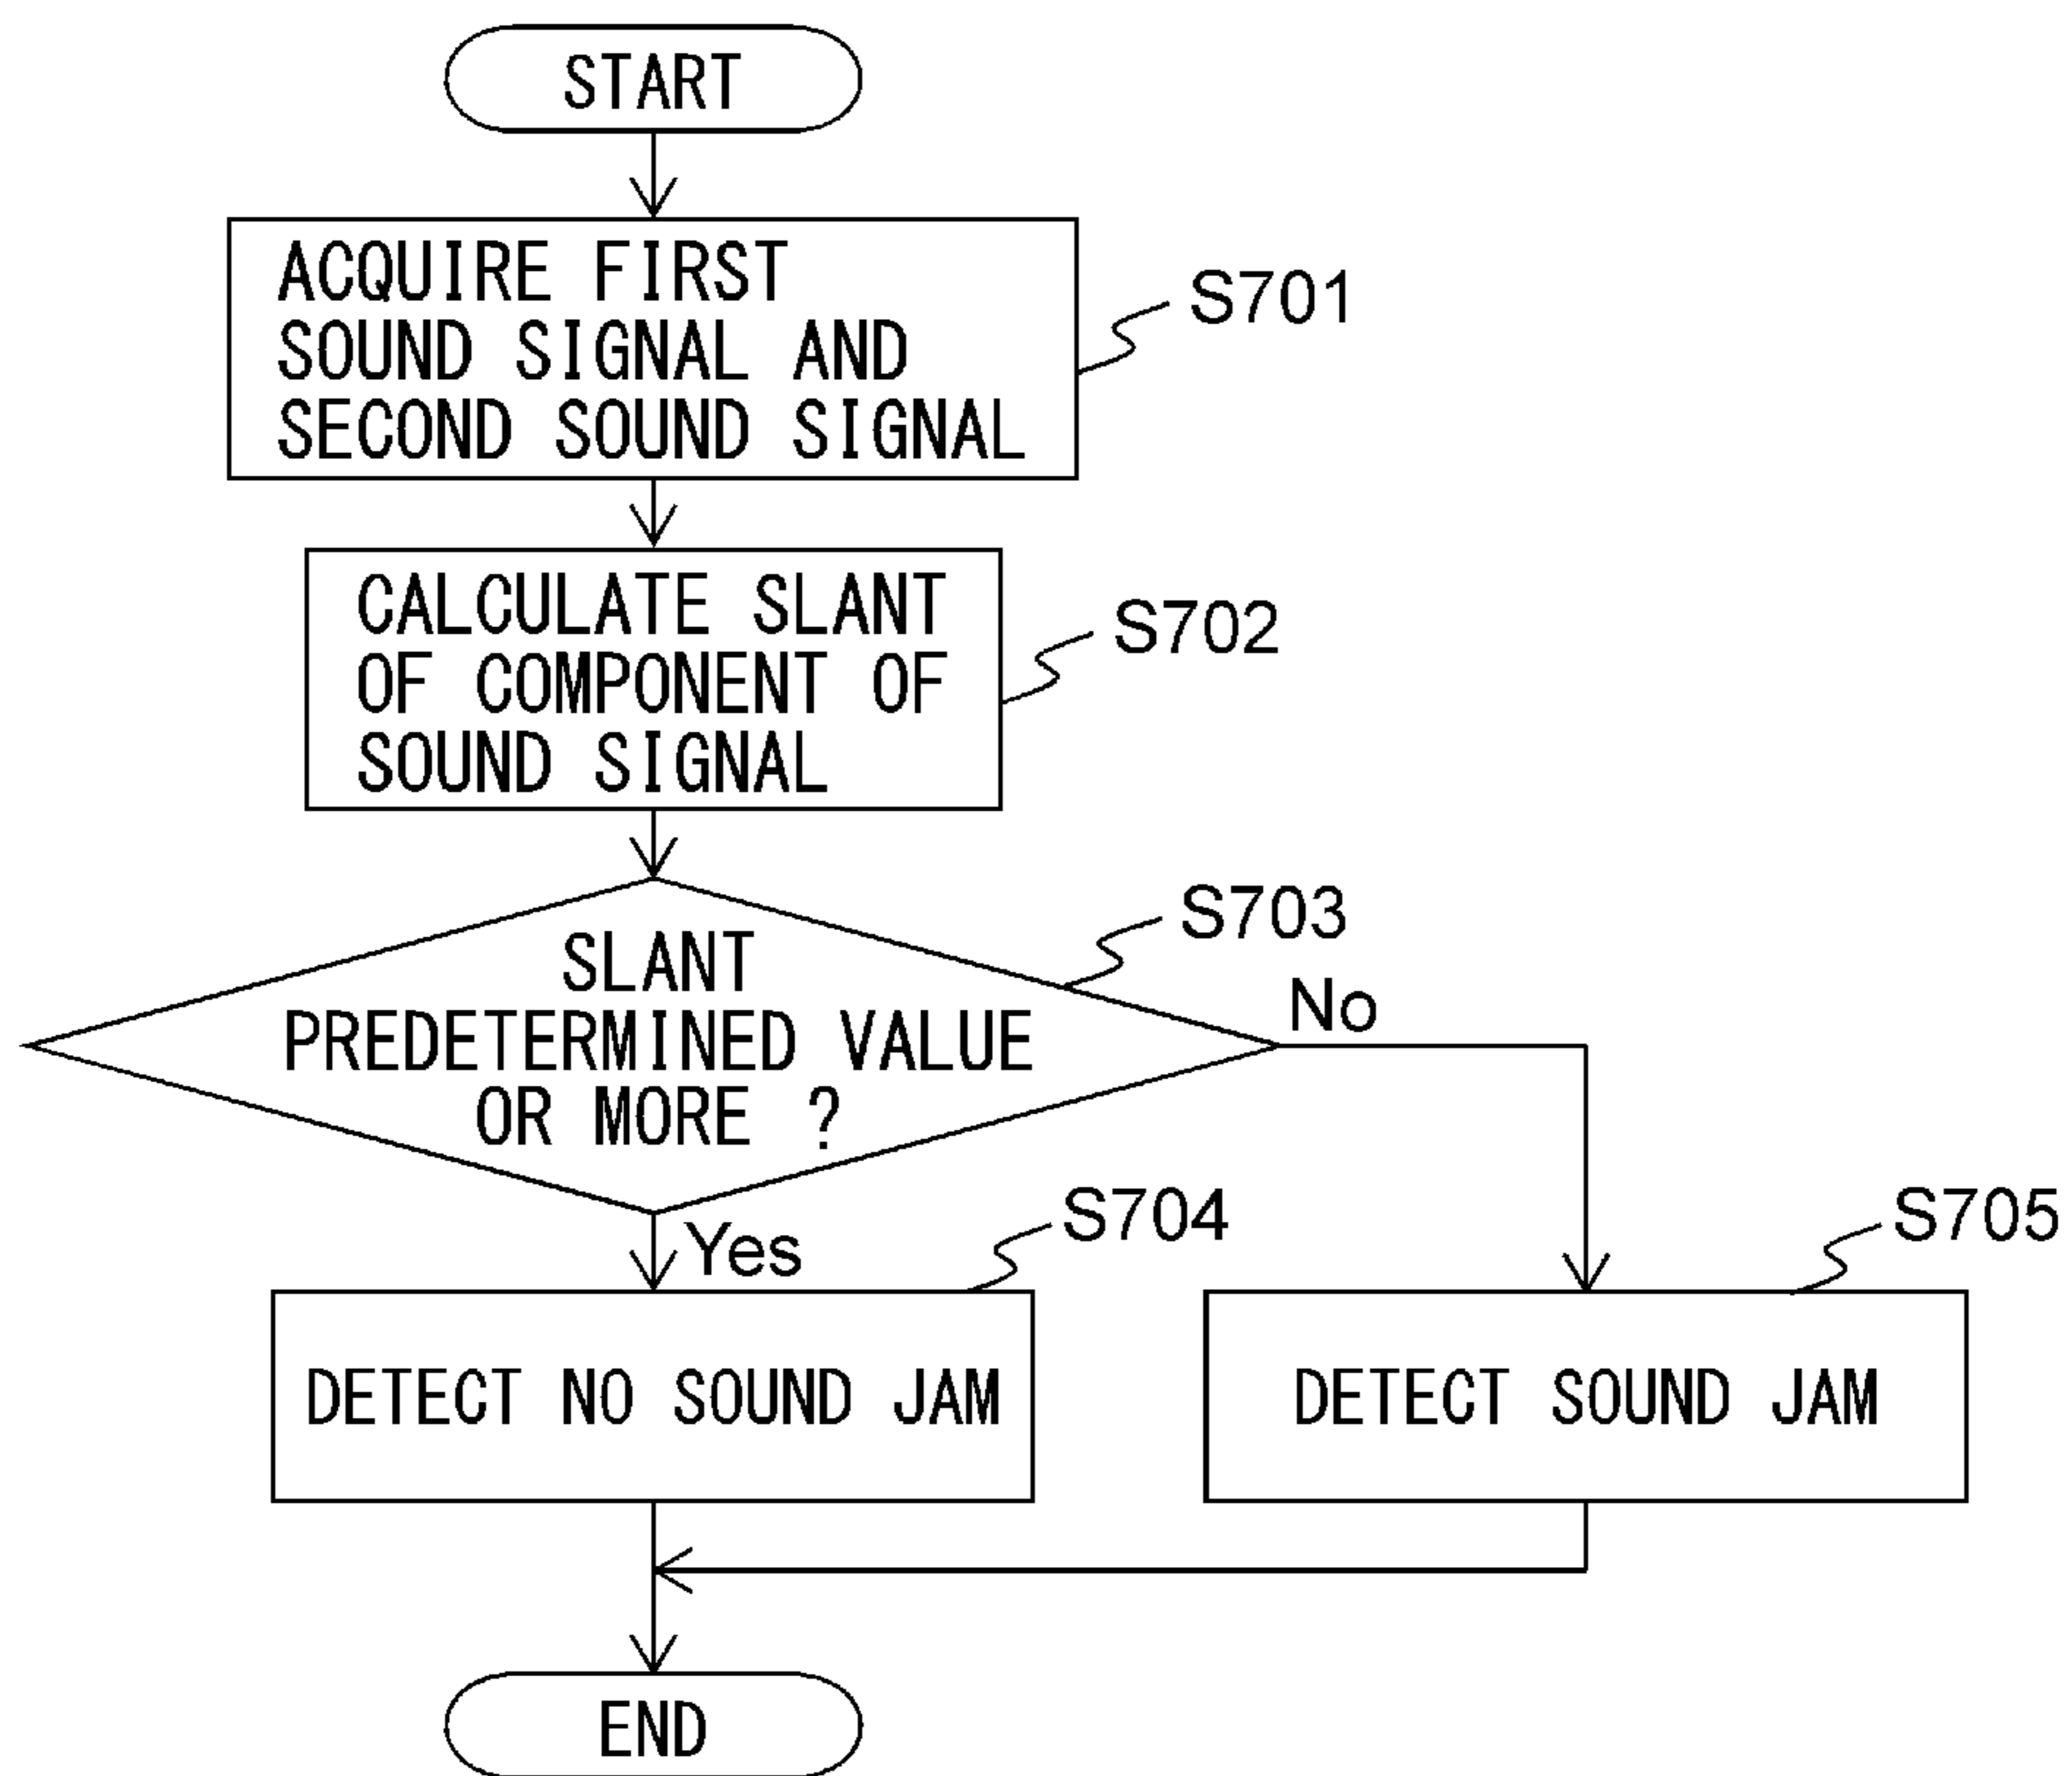 START
ACQUIRE FIRST
SOUND SIGNAL AND
SECOND SOUND SIGNAL
S701
CALCULATE SLANT
OF COMPONENT OF
SOUND SIGNAL
S702
SLANT
PREDETERMINED VALUE
OR MORE ?
S703
No
Yes
S704
DETECT NO SOUND JAM
S705
DETECT SOUND JAM
END